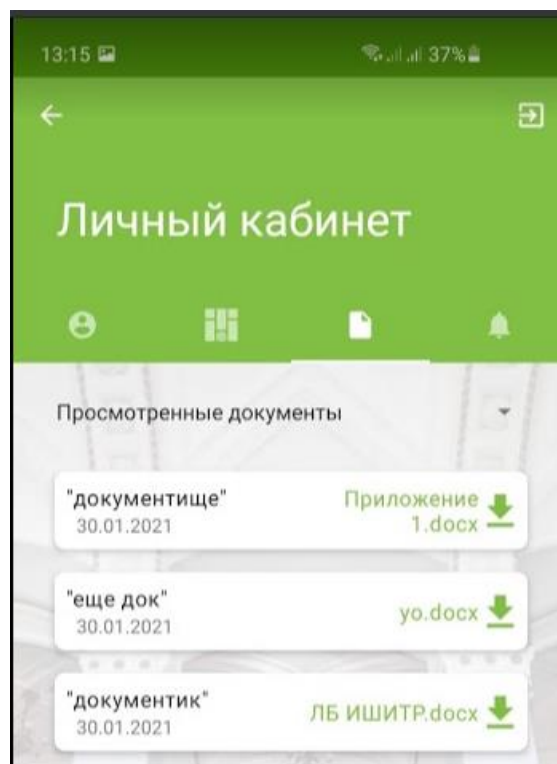 13:15 37%
Личный кабинет
Просмотренные документы
"документище" Приложение
30.01.2021 1.docx
"еще док"
30.01.2021 yo.docx
"документик"
30.01.2021 ЛБ ИШИТР.docx